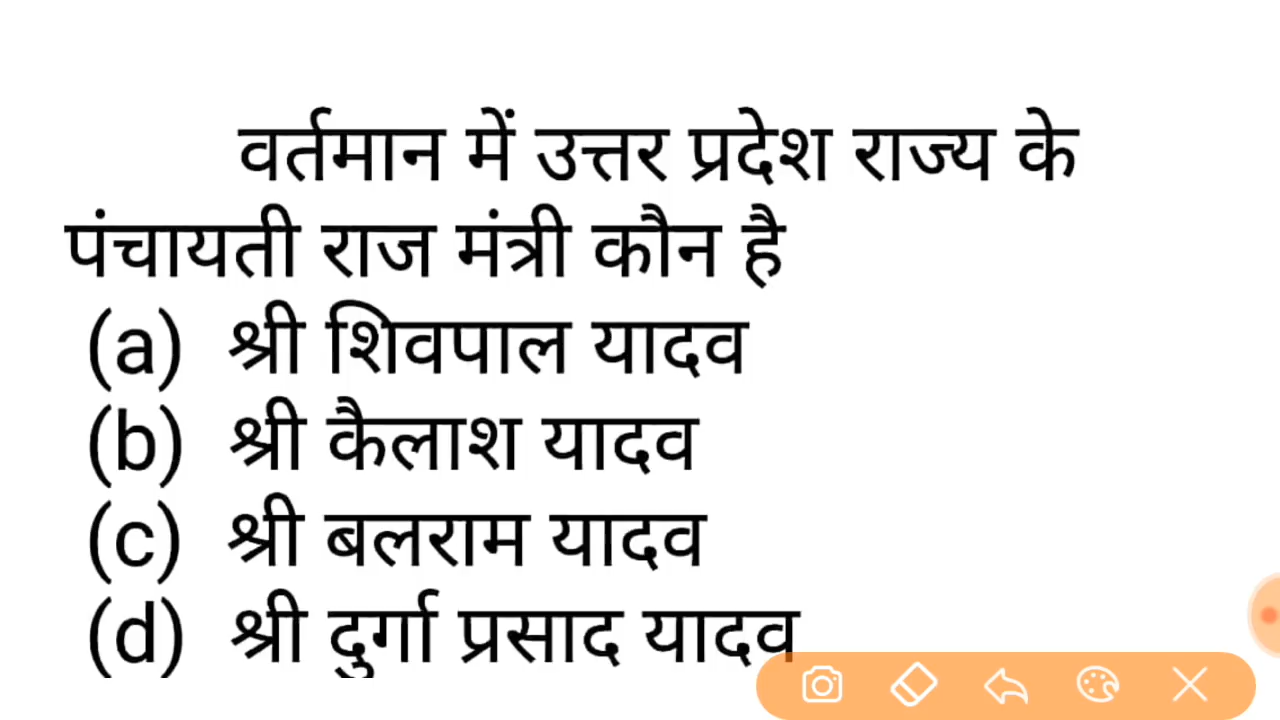 वर्तमान में उत्तर प्रदेश राज्य के
पंचायती राज मंत्री कौन है
(a) श्री शिवपाल यादव
(b) श्री कैलाश यादव
(c) श्री बलराम यादव
(d) श्री दुर्गा प्रसाद यादव